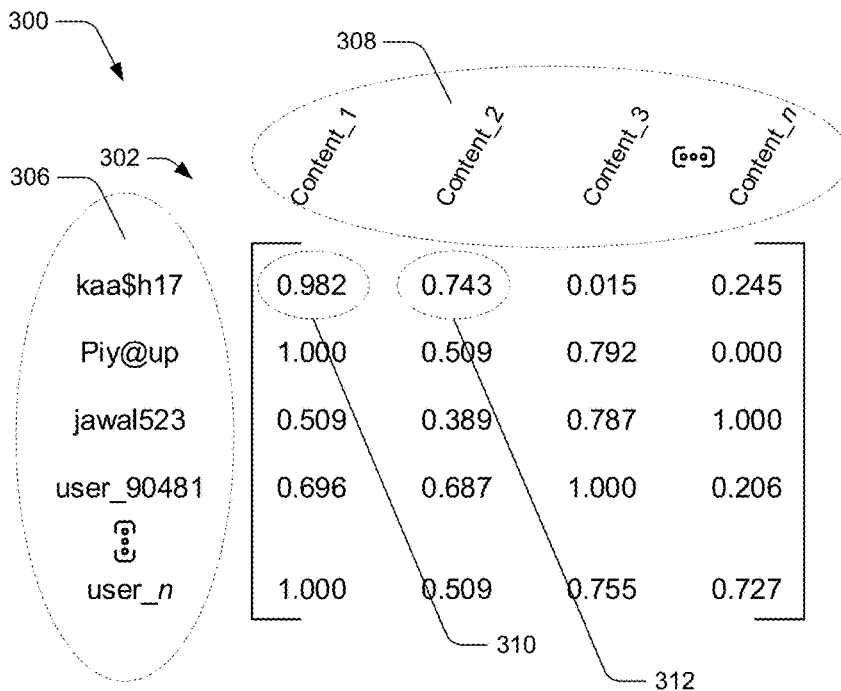 300
308
Content_1 Content_2 Content_3 Content_n
302
306
kaa$h17 0.982 0.743 0.015 0.245
Piy@up 1.000 0.509 0.792 0.000
jawal523 0.509 0.389 0.787 1.000
user_90481 0.696 0.687 1.000 0.206
user_n 1.000 0.509 0.755 0.727
310
312